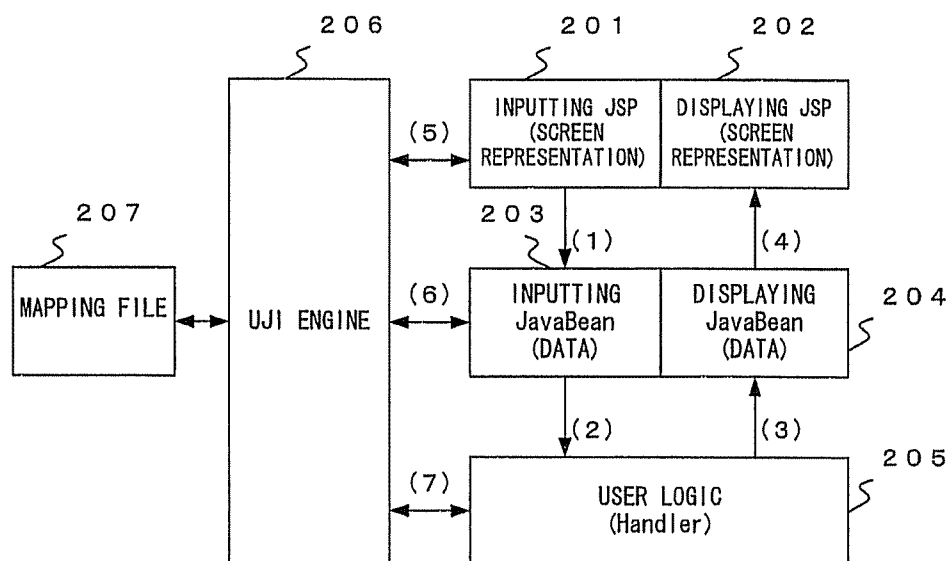 206
201
202
INPUTTING JSP
(SCREEN
REPRESENTATION)
DISPLAYING JSP
(SCREEN
REPRESENTATION)
(5)
207
203
(1)
(4)
MAPPING FILE
UJI ENGINE
(6)
INPUTTING
JavaBean
(DATA)
DISPLAYING
JavaBean
(DATA)
204
(2)
(3)
205
(7)
USER LOGIC
(Handler)